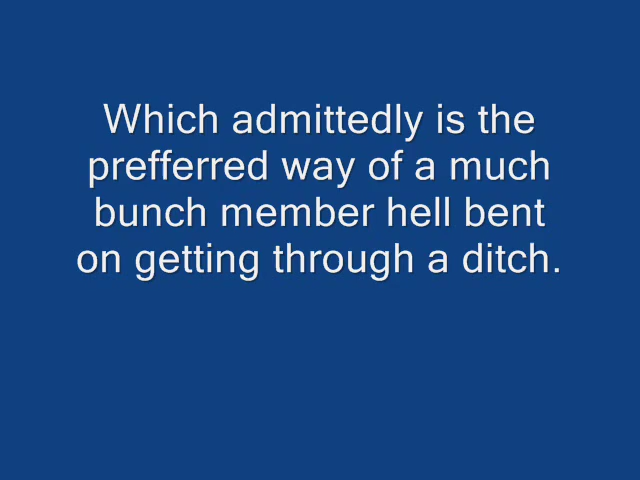 Which admittedly is the
prefferred way of a much
bunch member hell bent
on getting through a ditch.